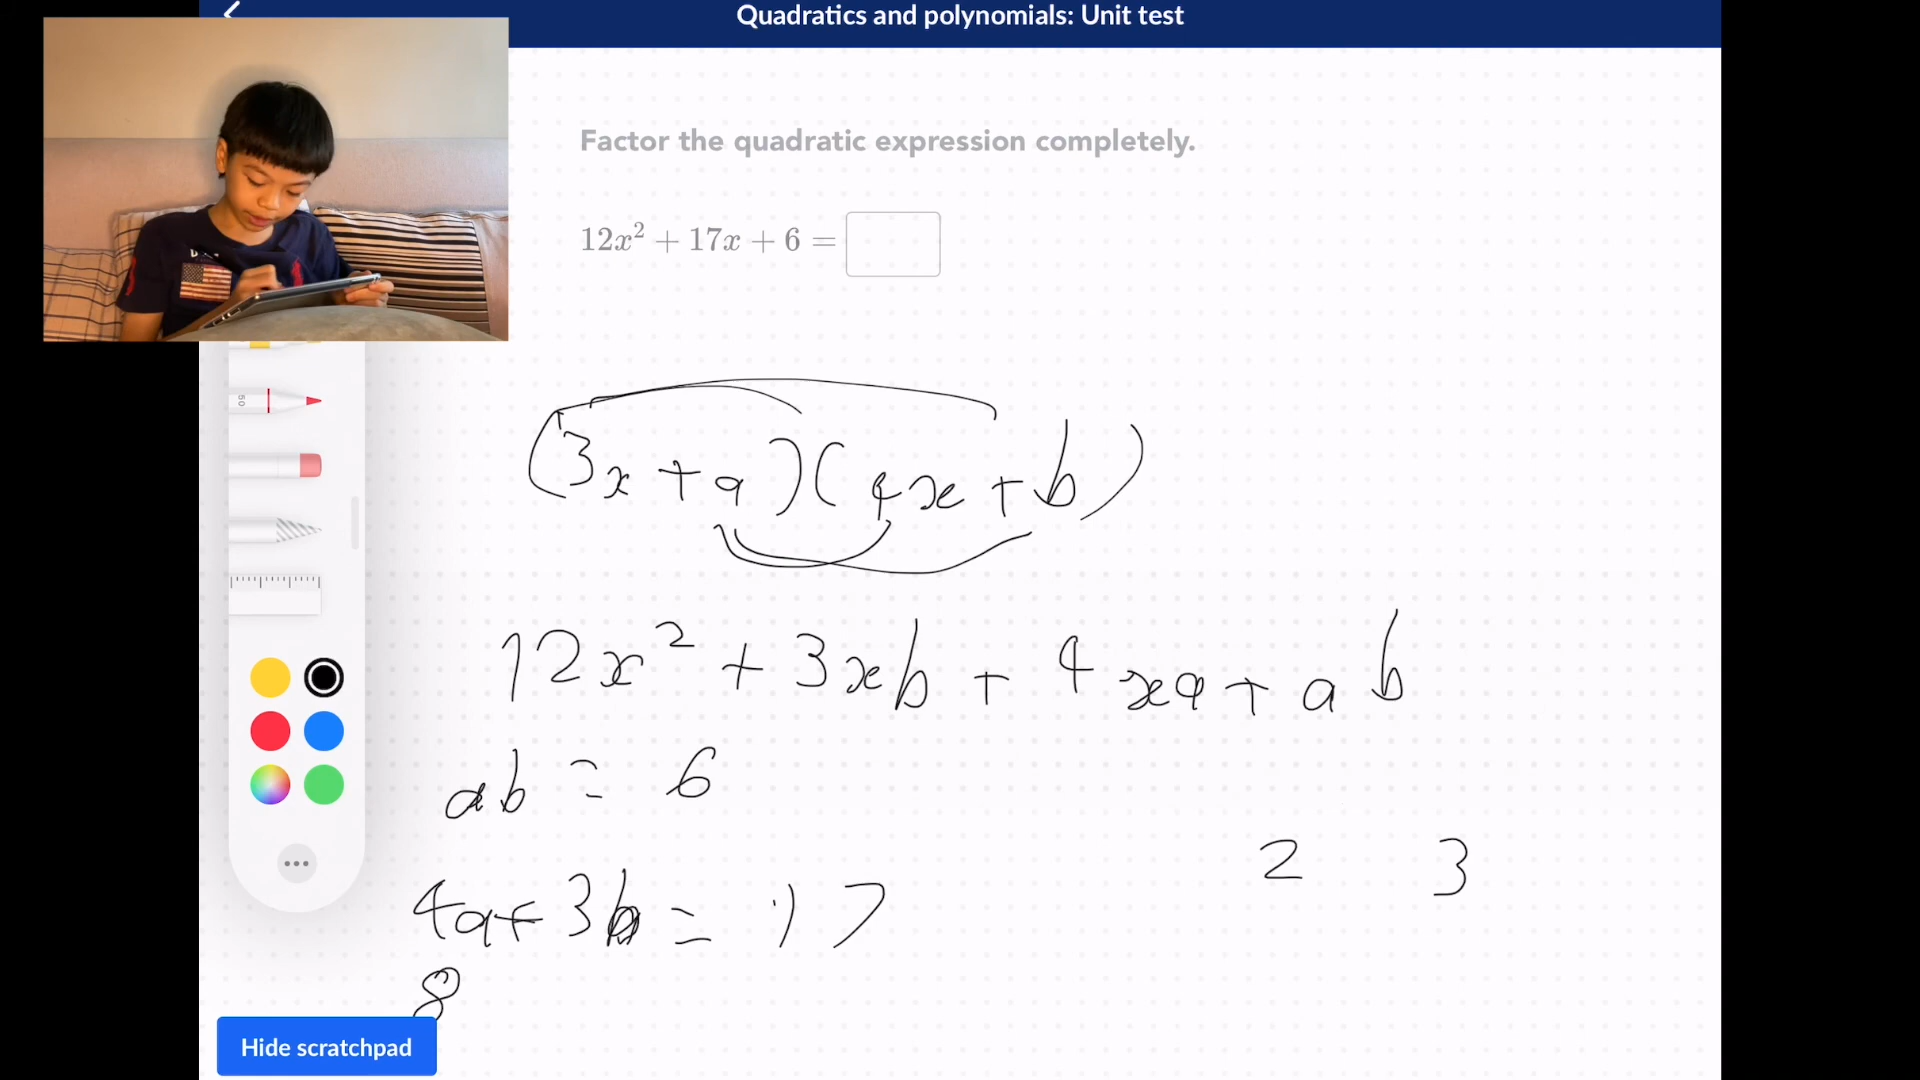 Quadratics and polynomials: Unit test
Factor the quadratic expression completely.
12x² + 17x + 6 =
50
(3x + a)(4x + b)
12x² + 3xb + 4xa + ab
ab = 6
2 3
4a + 3b = 17
8
Hide scratchpad